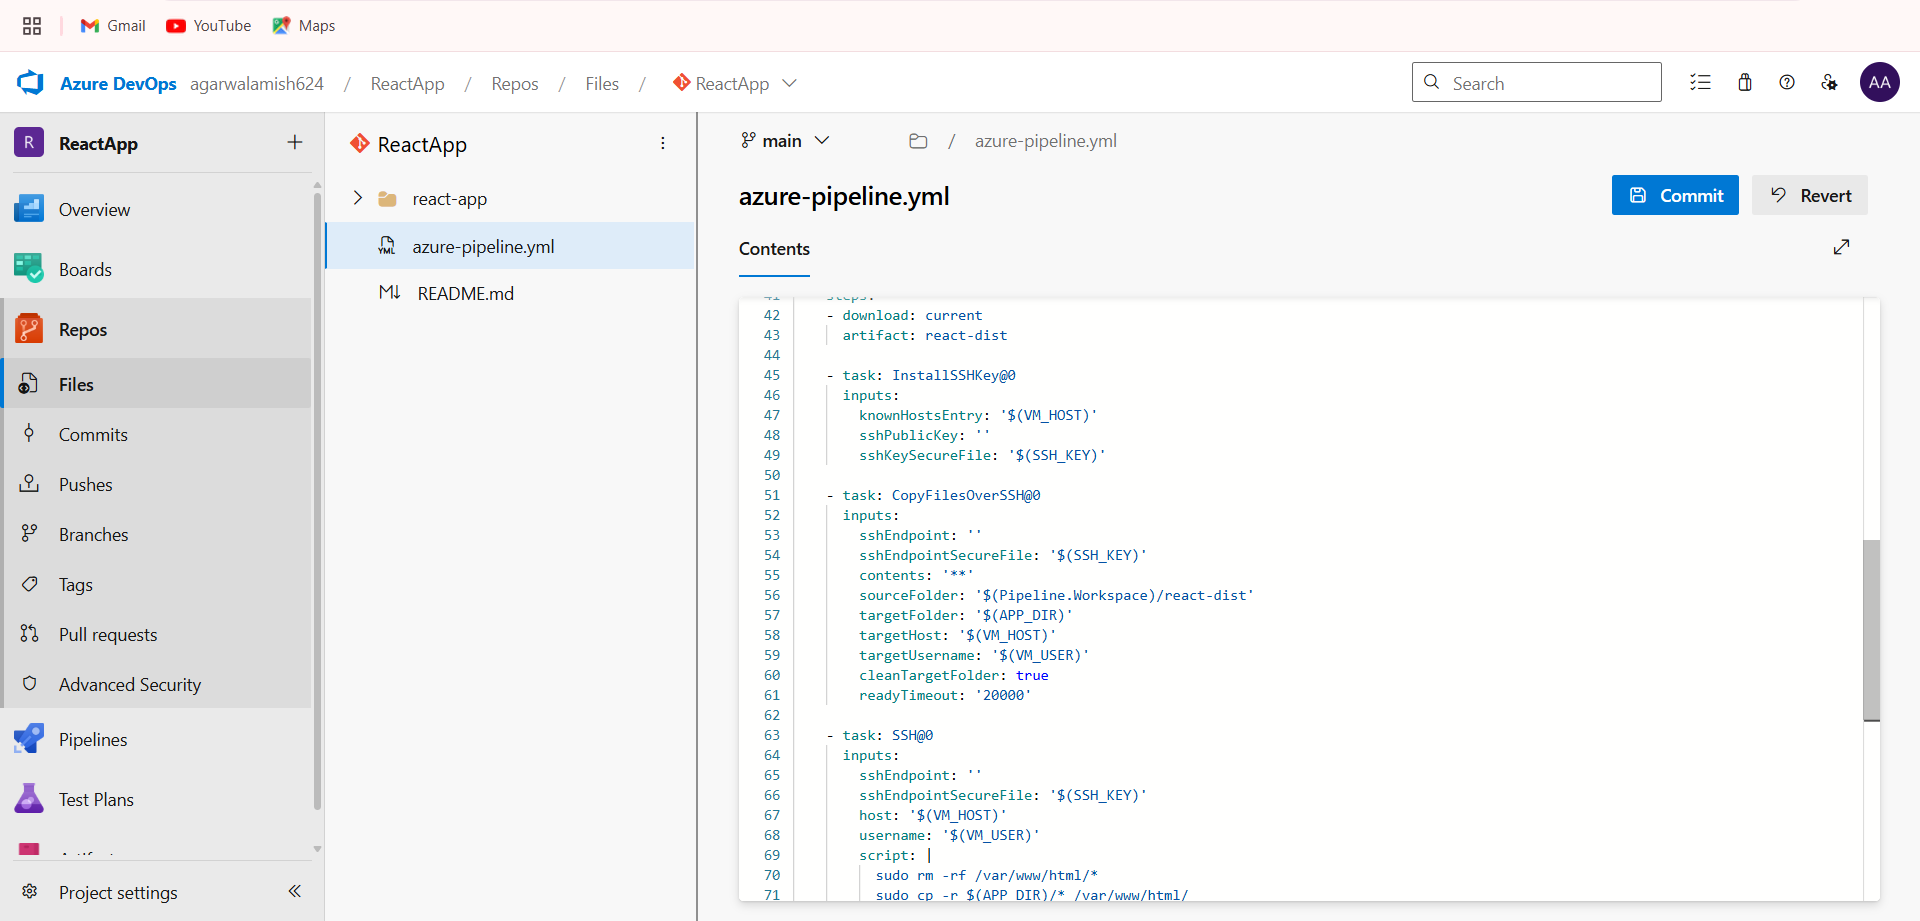 Gmail
YouTube
Maps
Azure DevOps agarwalamish624 / ReactApp / Repos / Files / ReactApp
Search
AA
R ReactApp
Overview
Boards
Repos
Files
Commits
Pushes
Branches
Tags
Pull requests
Advanced Security
Pipelines
Test Plans
Project settings
ReactApp
react-app
YML azure-pipeline.yml
README.md
main
/ azure-pipeline.yml
azure-pipeline.yml
Commit
Revert
Contents
41 steps:
42 - download: current
43 artifact: react-dist
44
45 - task: InstallSSHKey@0
46 inputs:
47 knownHostsEntry: '$(VM_HOST)'
48 sshPublicKey: ''
49 sshKeySecureFile: '$(SSH_KEY)'
50
51 - task: CopyFilesOverSSH@0
52 inputs:
53 sshEndpoint: ''
54 sshEndpointSecureFile: '$(SSH_KEY)'
55 contents: '**'
56 sourceFolder: '$(Pipeline.Workspace)/react-dist'
57 targetFolder: '$(APP_DIR)'
58 targetHost: '$(VM_HOST)'
59 targetUsername: '$(VM_USER)'
60 cleanTargetFolder: true
61 readyTimeout: '20000'
62
63 - task: SSH@0
64 inputs:
65 sshEndpoint: ''
66 sshEndpointSecureFile: '$(SSH_KEY)'
67 host: '$(VM_HOST)'
68 username: '$(VM_USER)'
69 script: |
70 sudo rm -rf /var/www/html/*
71 sudo cp -r $(APP_DIR)/* /var/www/html/